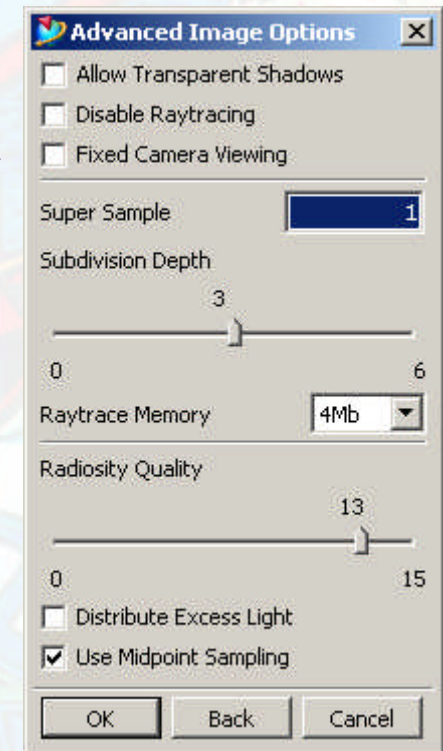 Advanced Image Options
Allow Transparent Shadows
Disable Raytracing
Fixed Camera Viewing
Super Sample 1
Subdivision Depth
3
0 6
Raytrace Memory 4Mb
Radiosity Quality
13
0 15
Distribute Excess Light
Use Midpoint Sampling
OK Back Cancel